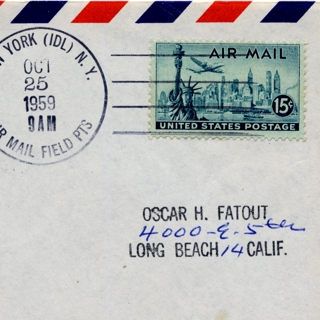 N YORK (IDL) N. Y.
OCT
25
1959
9AM
R MAIL FIELD PTS
AIR MAIL
15¢
UNITED STATES POSTAGE
OSCAR H. FATOUT
4000-E. 5th
LONG BEACH 14 CALIF.